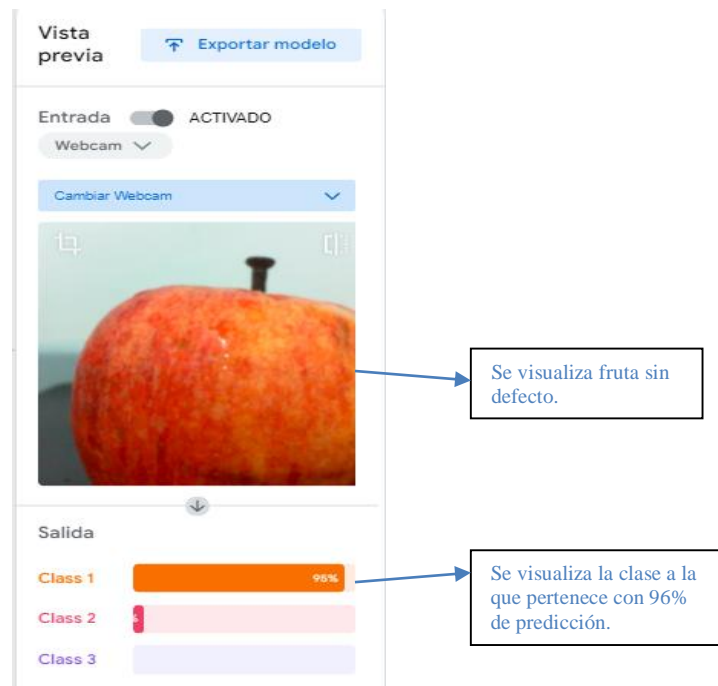 Vista
previa
Exportar modelo
Entrada
ACTIVADO
Webcam
Cambiar Webcam
Se visualiza fruta sin
defecto.
Salida
Class 1
95%
Se visualiza la clase a la
que pertenece con 96%
de predicción.
Class 2
Class 3